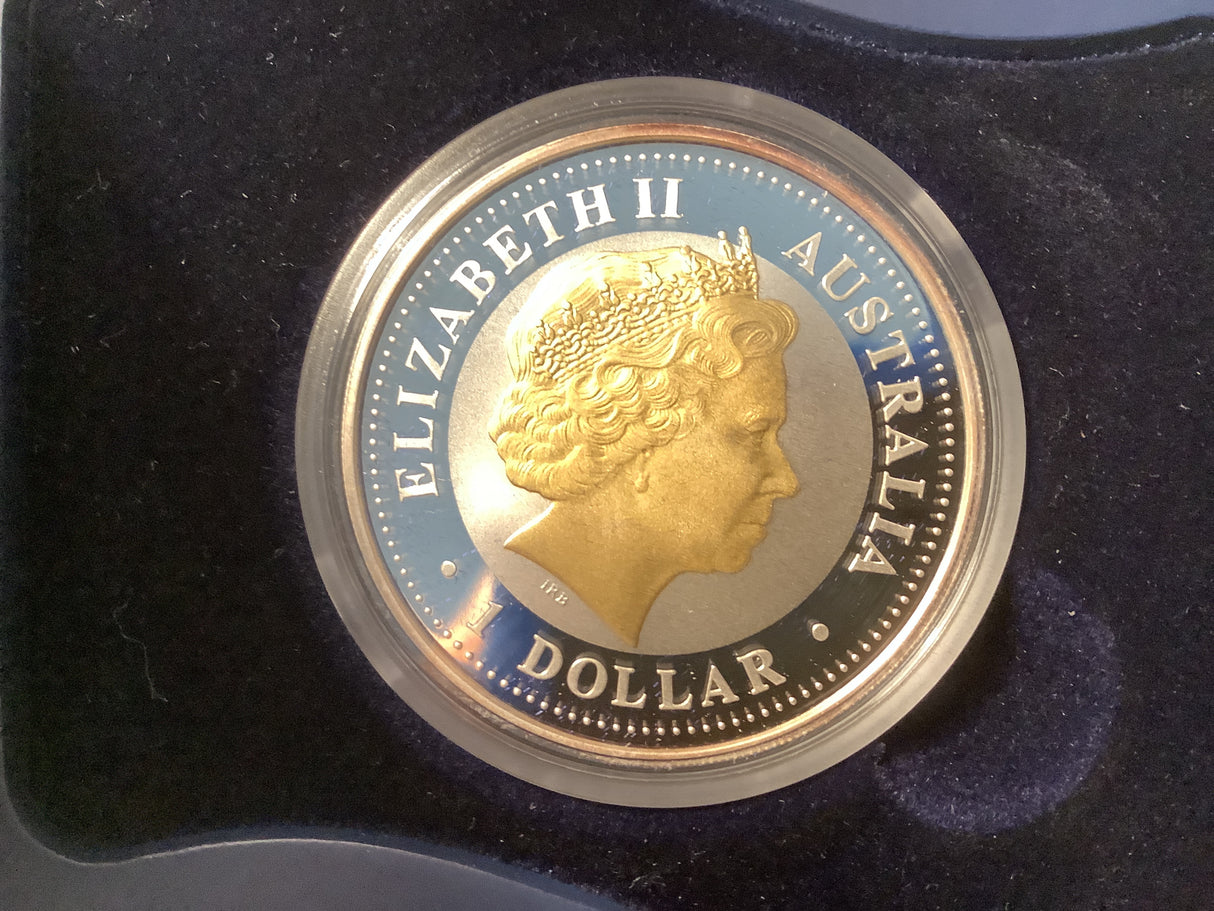 ELIZABETH II AUSTRALIA
IRB
1 DOLLAR